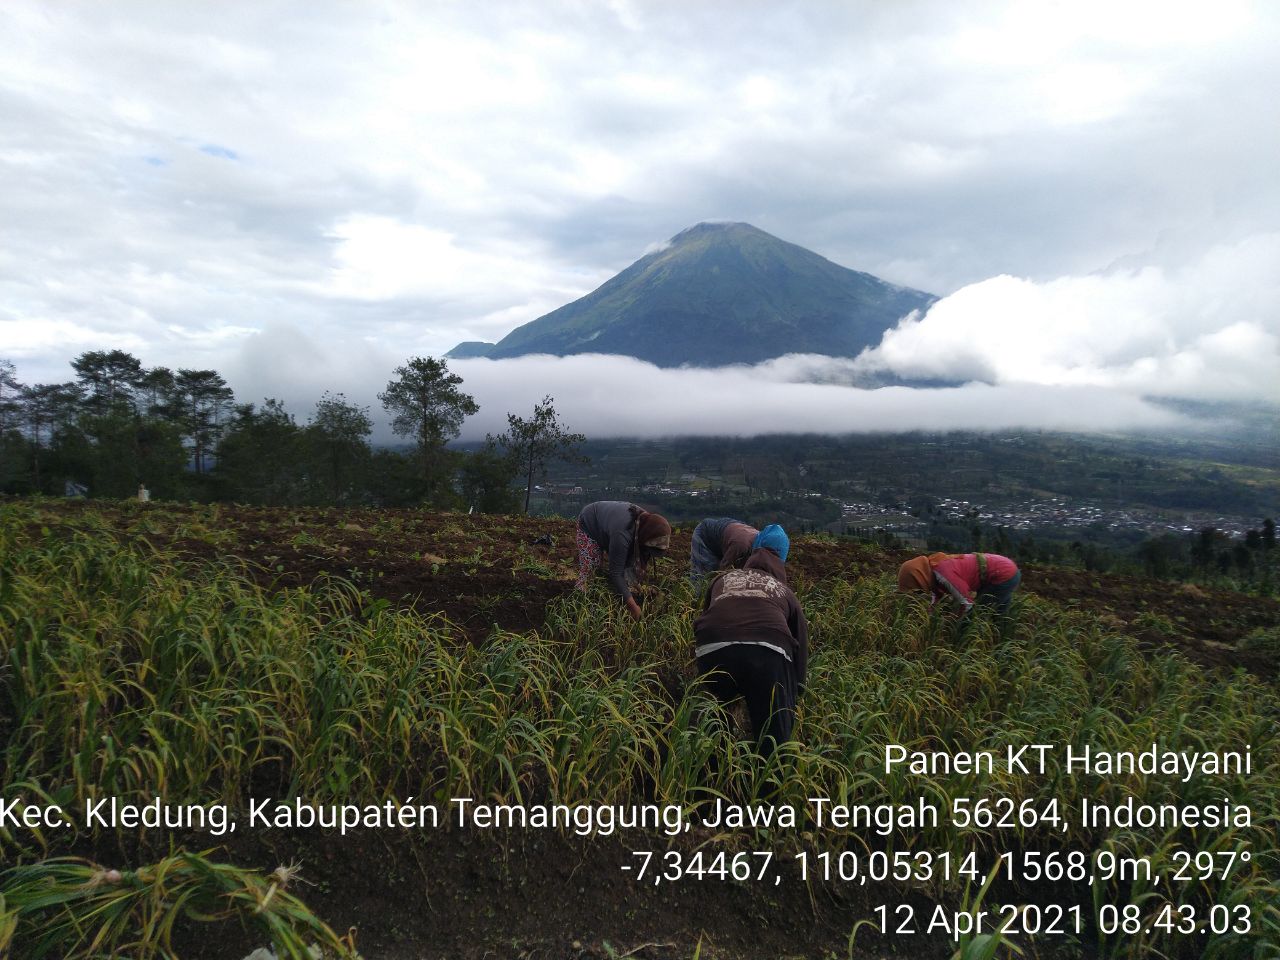 Panen KT Handayani
Kec. Kledung, Kabupatén Temanggung, Jawa Tengah 56264, Indonesia
-7,34467, 110,05314, 1568,9m, 297°
12 Apr 2021 08.43.03